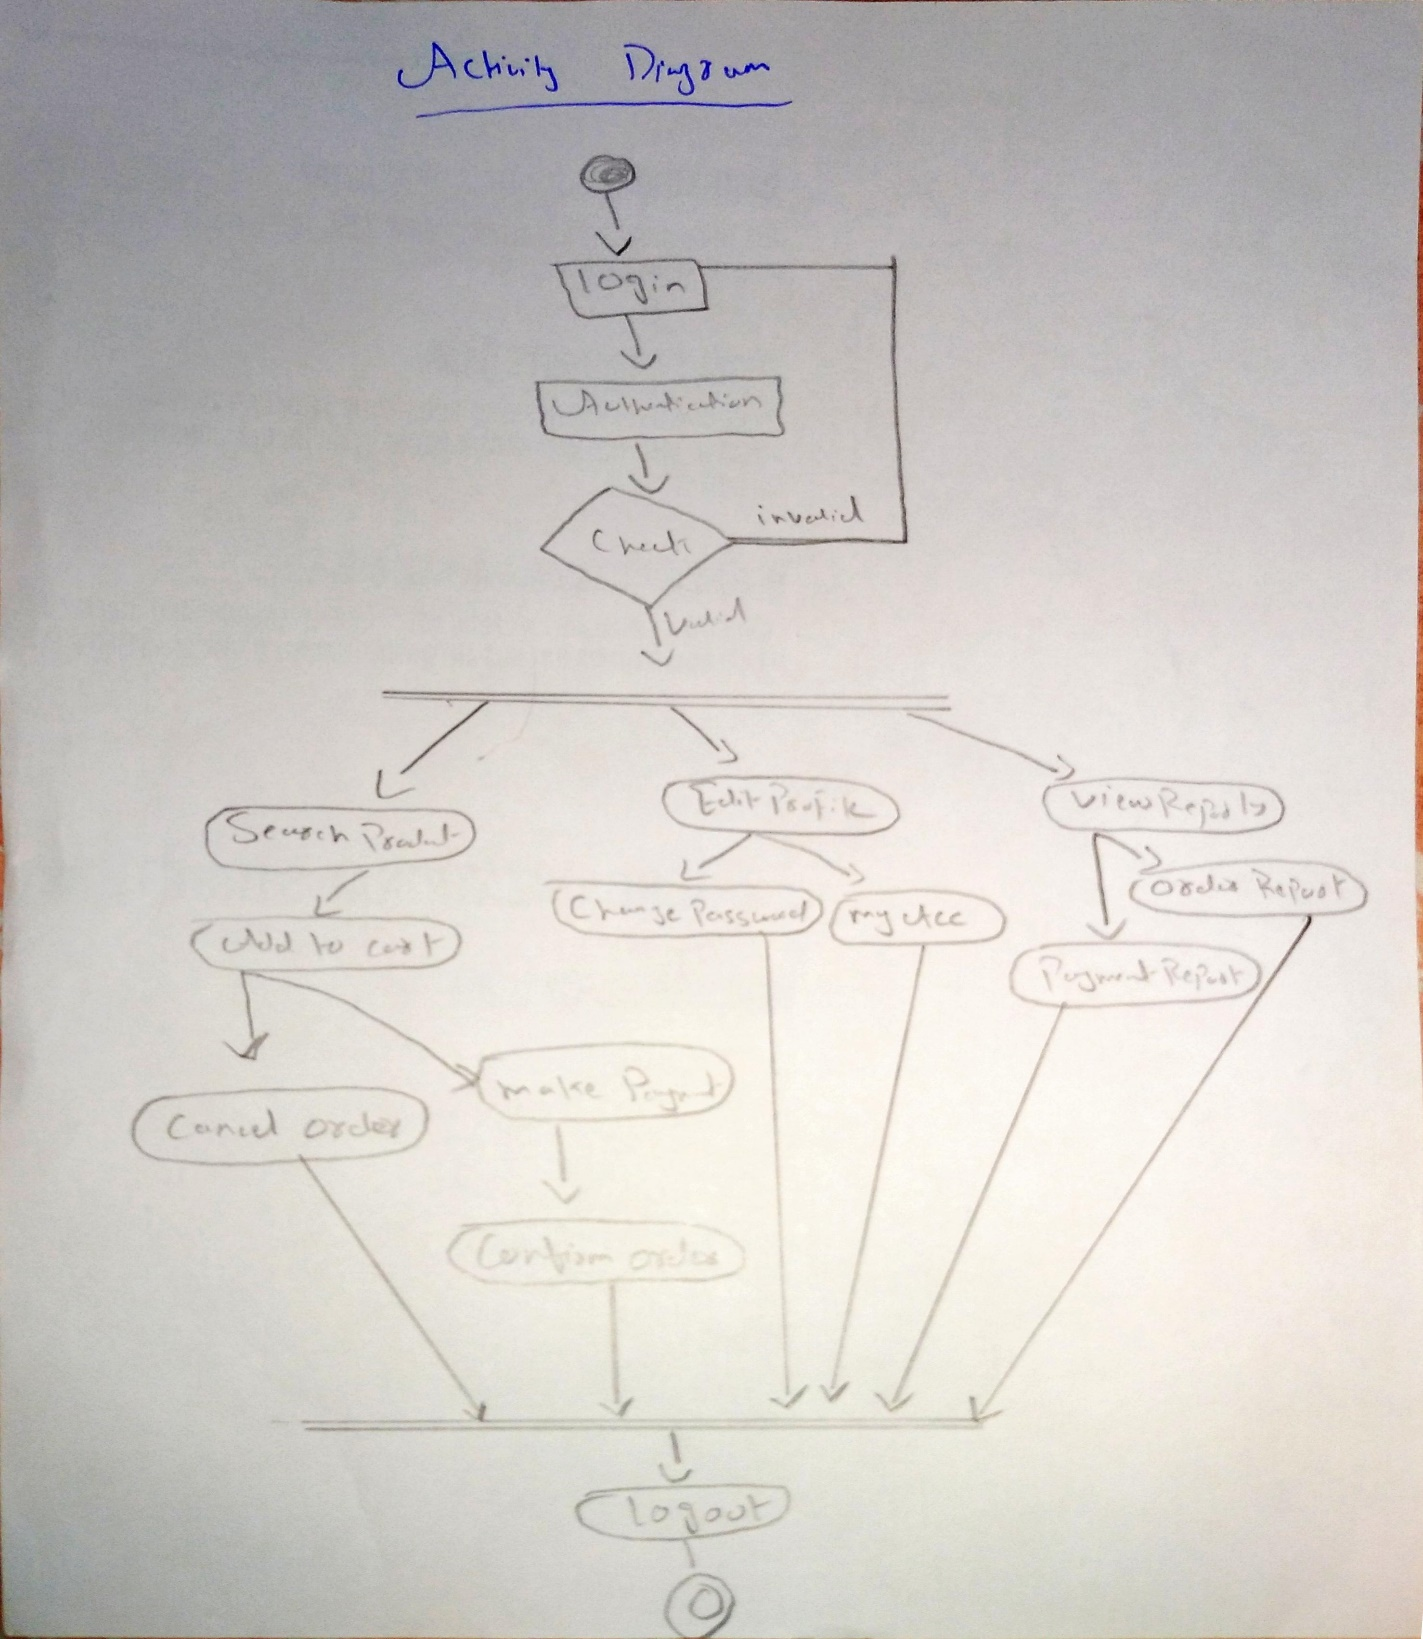 Activity Diagram
login
Authentication
Check
invalid
Valid
Search Product
Edit Profile
View Reports
Change Password
my Acc
Order Report
Add to cart
Payment Report
make Paymt
Cancel order
Confirm order
logout